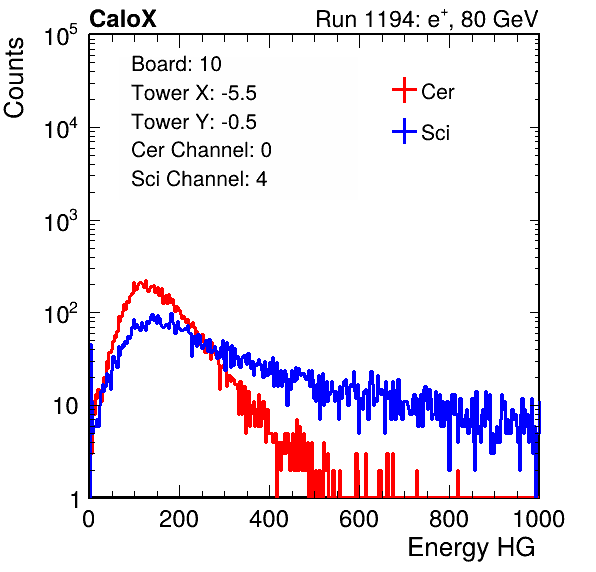 CaloX Run 1194: e⁺, 80 GeV
Counts
Board: 10
Tower X: -5.5
Tower Y: -0.5
Cer Channel: 0
Sci Channel: 4
Cer
Sci
10⁵
10⁴
10³
10²
10
1
0 200 400 600 800 1000
Energy HG